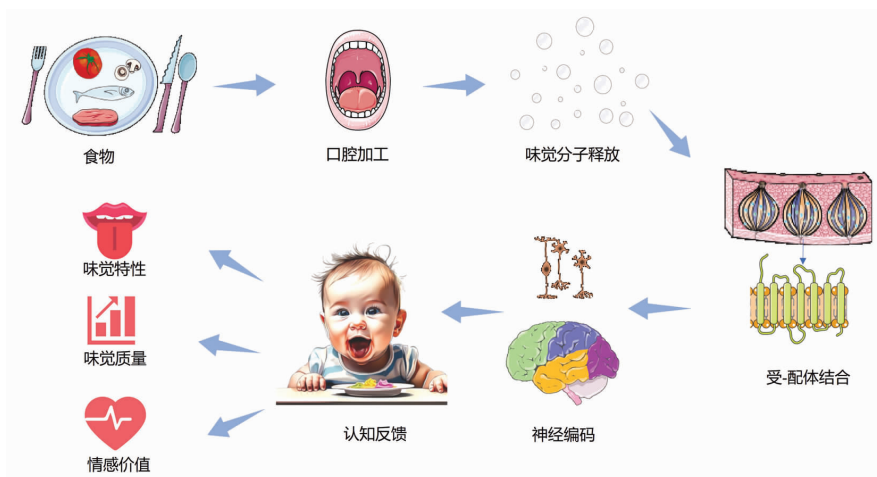 食物
口腔加工
味觉分子释放
受-配体结合
神经编码
认知反馈
味觉特性
味觉质量
情感价值